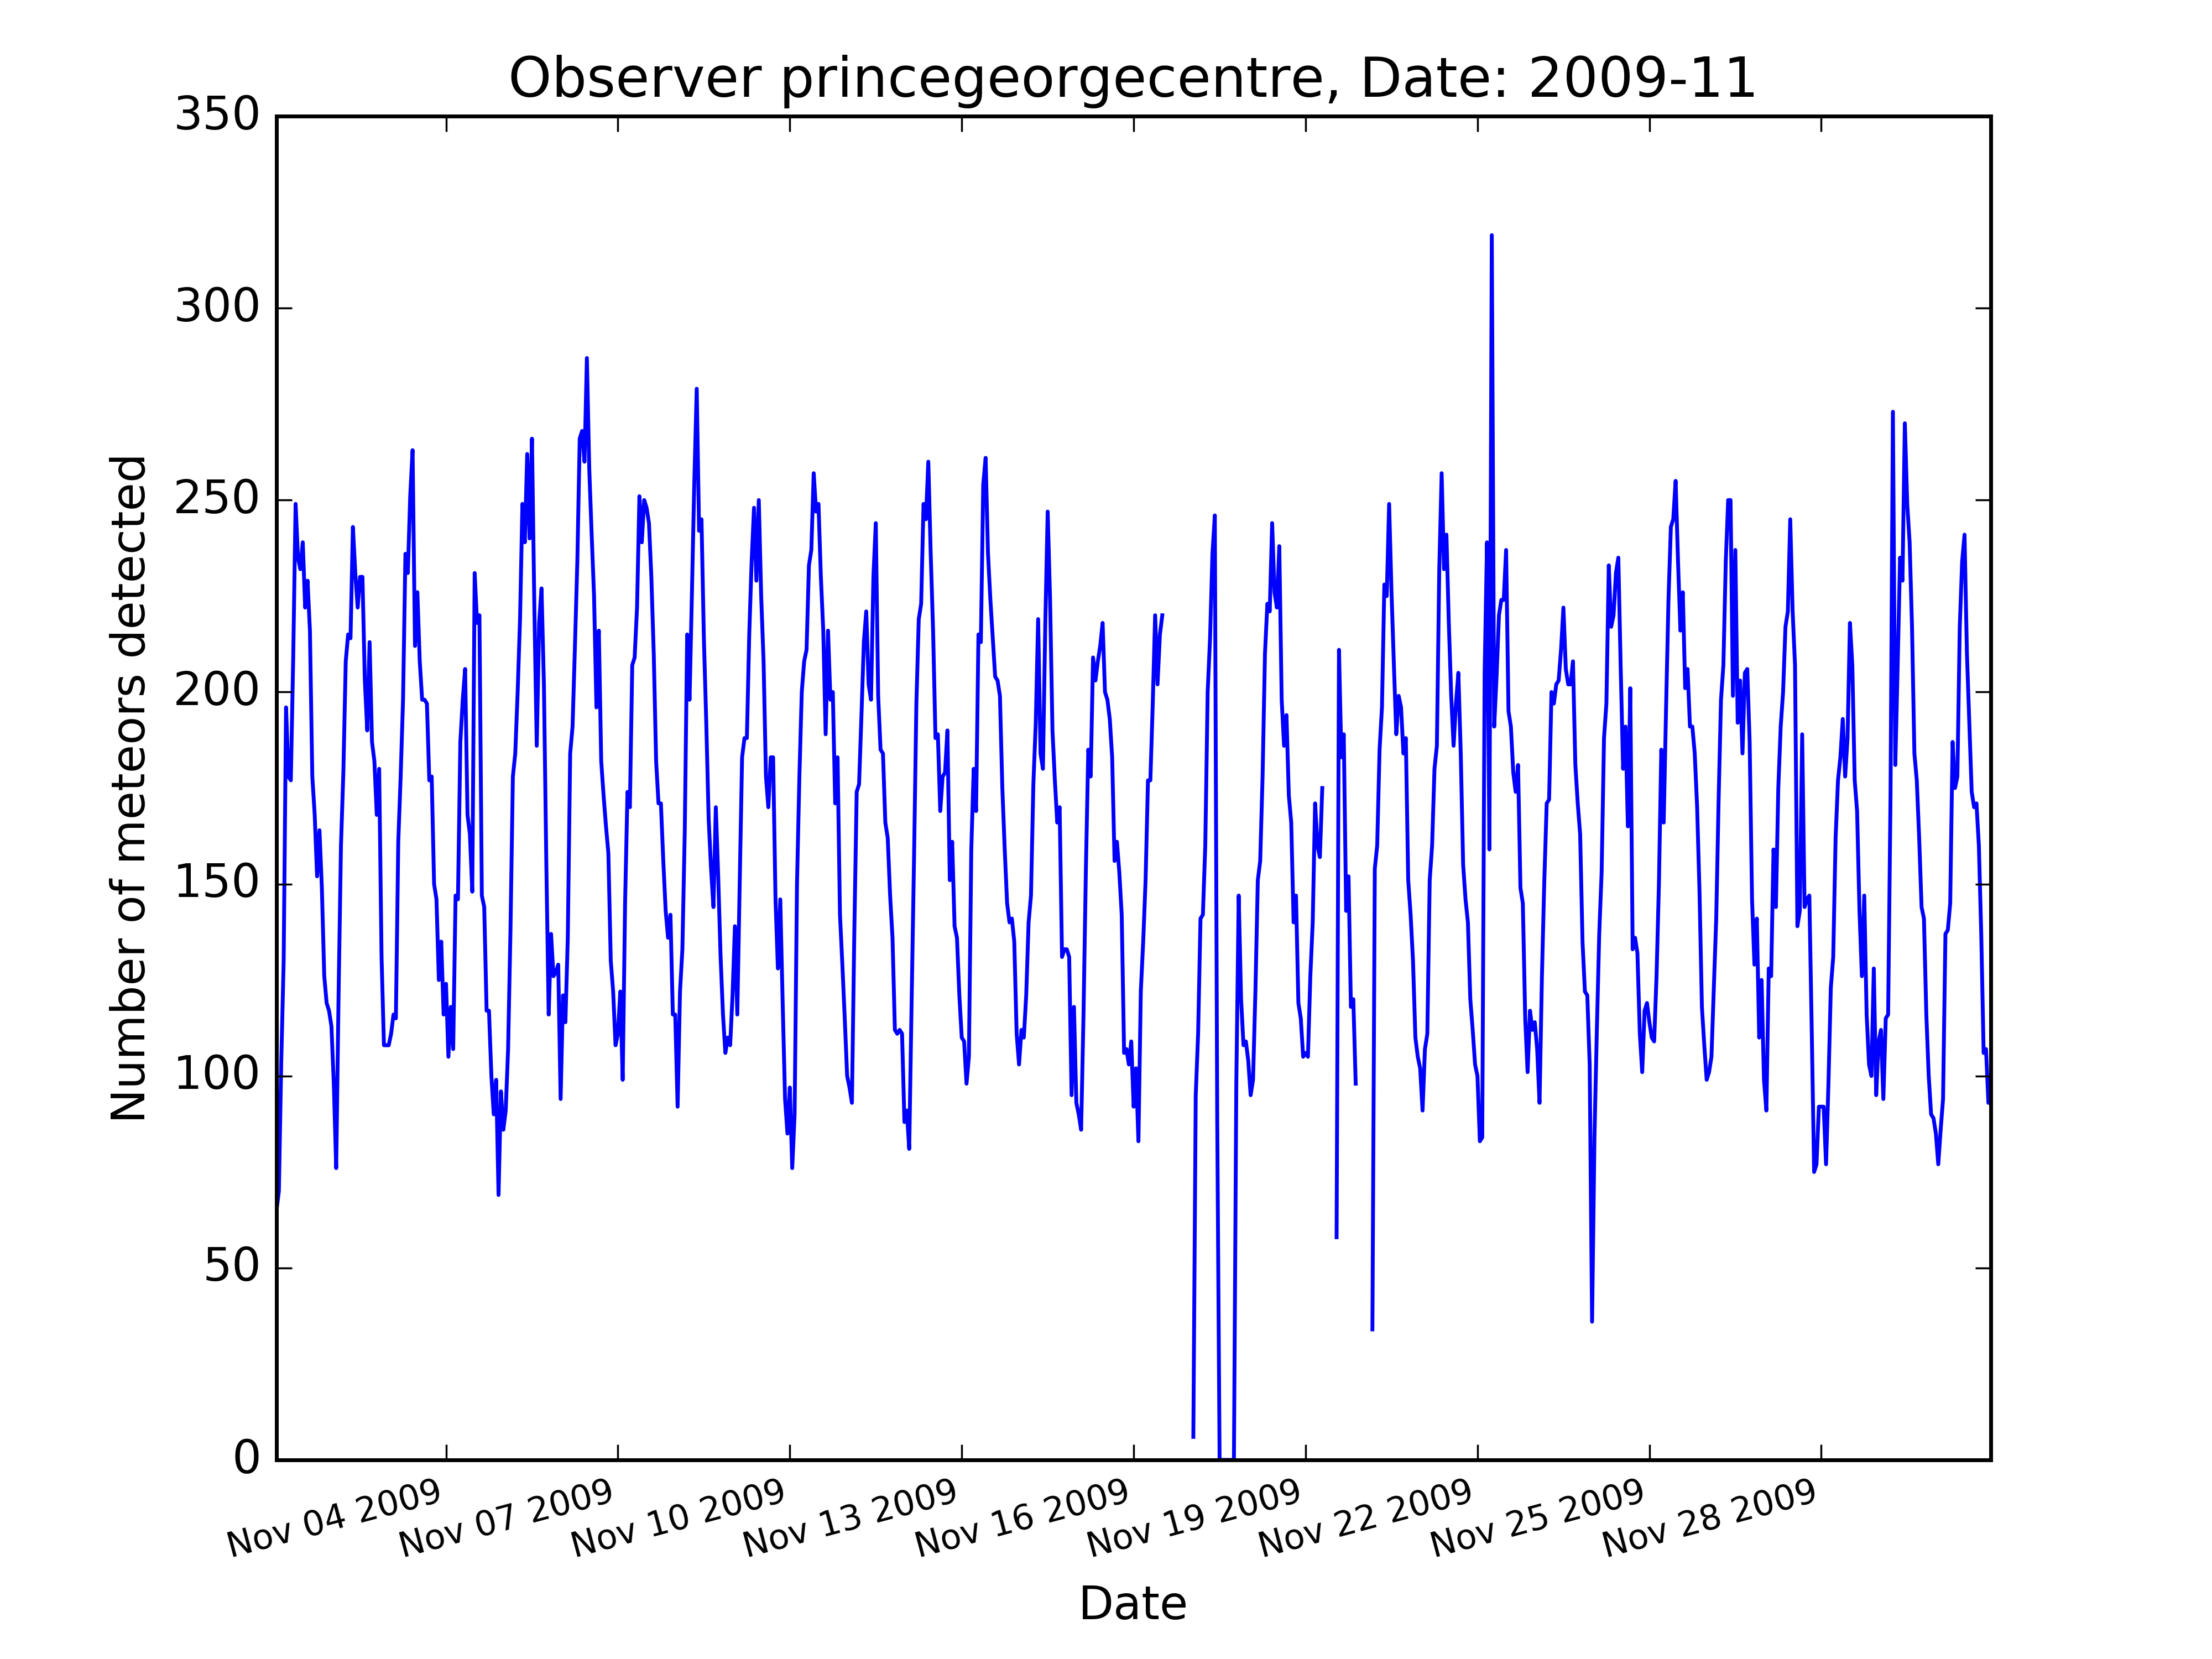 Observer princegeorgecentre, Date: 2009-11
350
300
250
200
150
100
50
0
Number of meteors detected
Nov 04 2009
Nov 07 2009
Nov 10 2009
Nov 13 2009
Nov 16 2009
Nov 19 2009
Nov 22 2009
Nov 25 2009
Nov 28 2009
Date